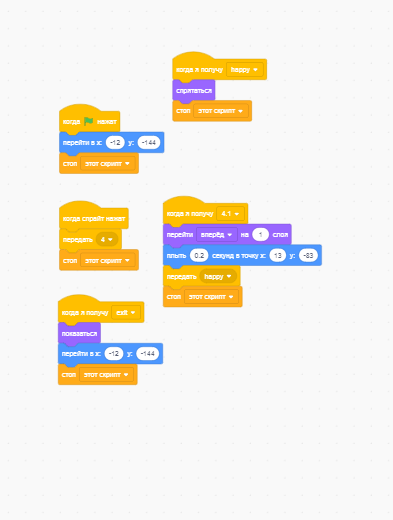 когда я получу happy
спрятаться
стоп этот скрипт
когда нажат
перейти в x: -12 y: -144
стоп этот скрипт
когда спрайт нажат
передать 4
стоп этот скрипт
когда я получу 4.1
перейти вперёд на 1 слоя
плыть 0.2 секунд в точку x: 13 y: -83
передать happy
стоп этот скрипт
когда я получу exit
показаться
перейти в x: -12 y: -144
стоп этот скрипт